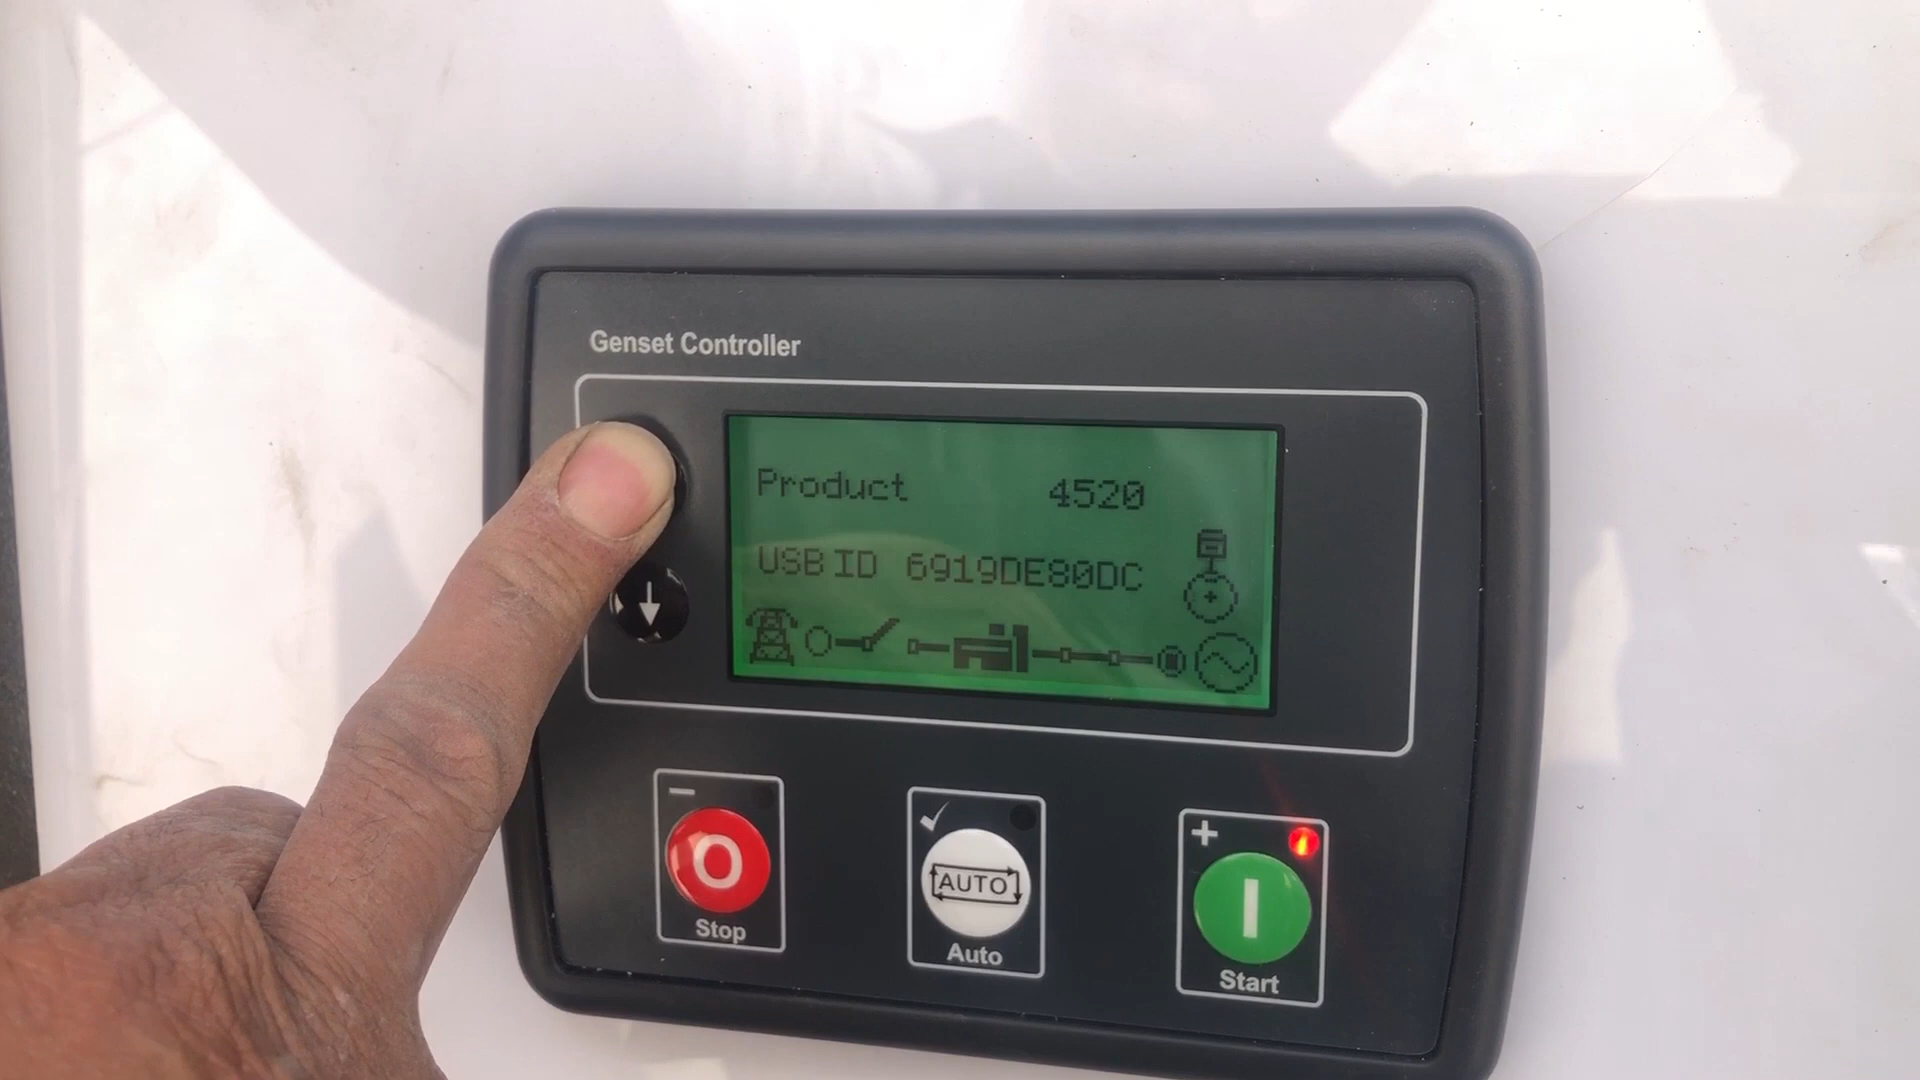 Genset Controller
Product 4520
USB ID 6919DE80DC
O
Stop
AUTO
Auto
I
Start